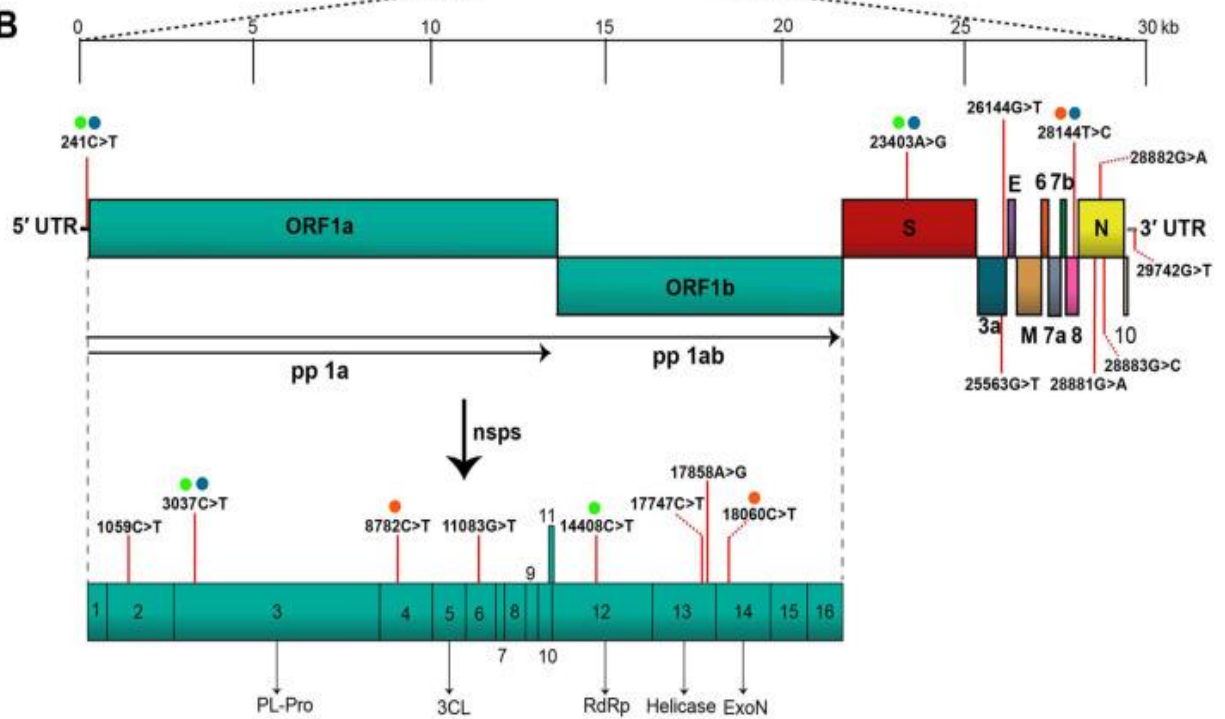 B
0 5 10 15 20 25 30 kb
26144G>T
241C>T 23403A>G 28144T>C
28882G>A
E 6 7b
5′ UTR ORF1a S N 3′ UTR
29742G>T
ORF1b
3a M 7a 8 10
pp 1a pp 1ab
28883G>C
25563G>T 28881G>A
nsps
17858A>G
3037C>T 17747C>T 18060C>T
1059C>T 8782C>T 11083G>T 11 14408C>T
9
1 2 3 4 5 6 8 12 13 14 15 16
7 10
PL-Pro 3CL RdRp Helicase ExoN